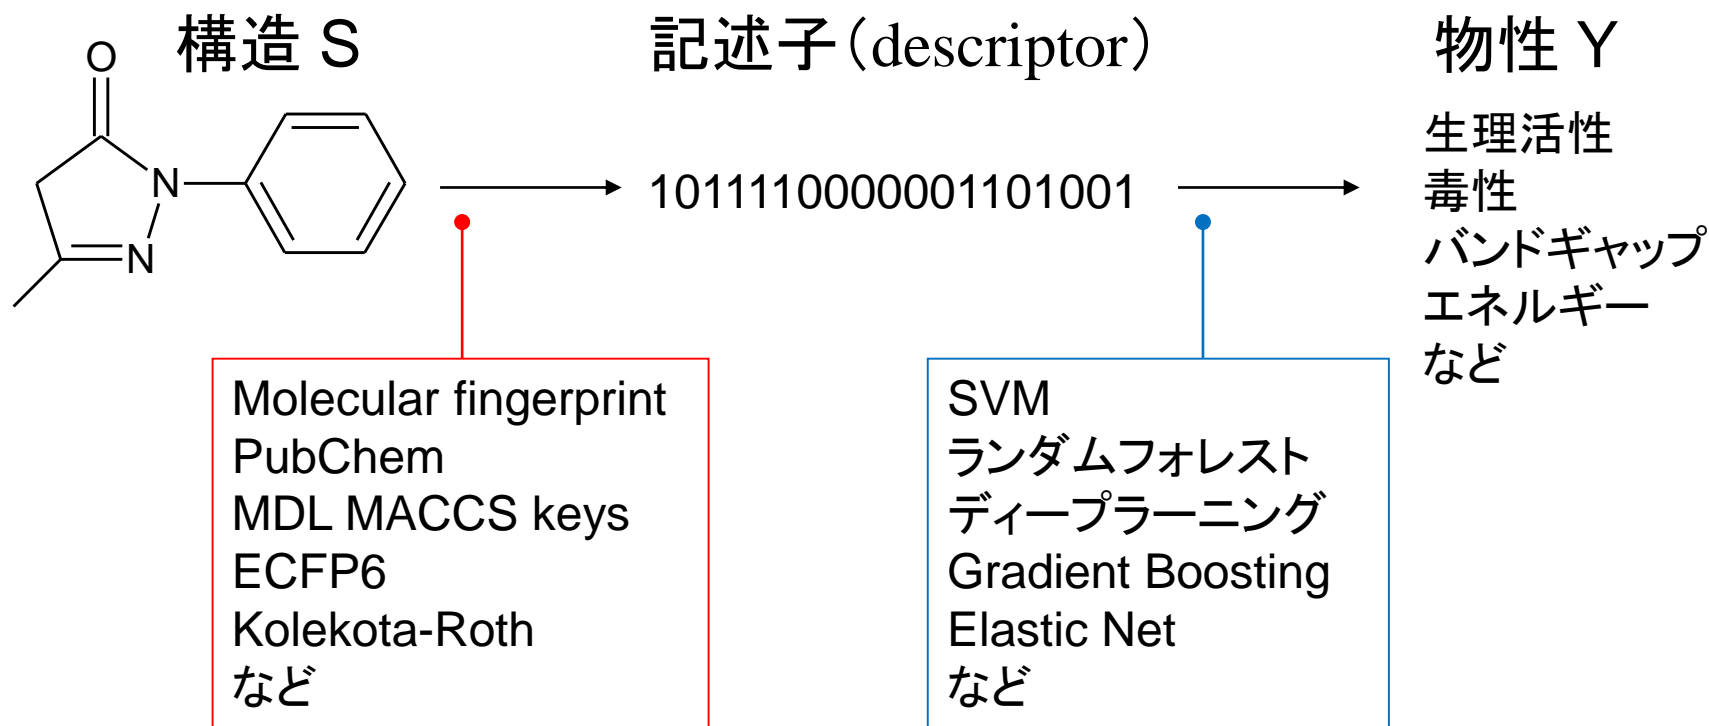 構造 S
記述子（descriptor）
物性 Y
O
N
N
1011110000001101001
生理活性
毒性
バンドギャップ
エネルギー
など
Molecular fingerprint
PubChem
MDL MACCS keys
ECFP6
Kolekota-Roth
など
SVM
ランダムフォレスト
ディープラーニング
Gradient Boosting
Elastic Net
など